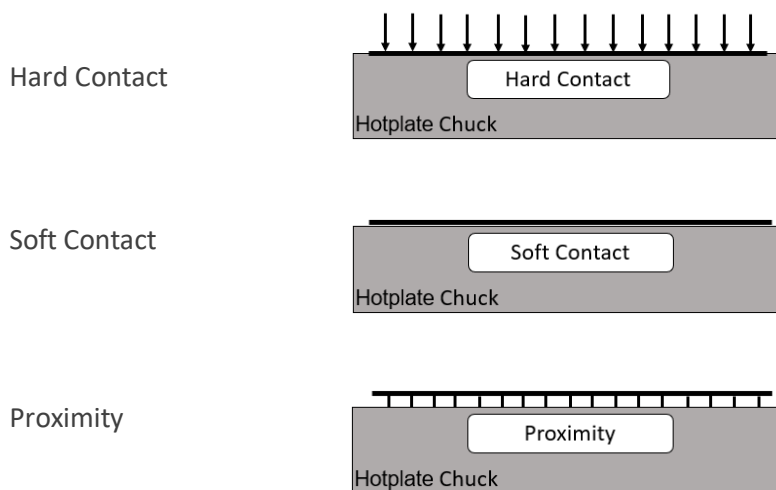 Hard Contact
Hard Contact
Hotplate Chuck
Soft Contact
Soft Contact
Hotplate Chuck
Proximity
Proximity
Hotplate Chuck